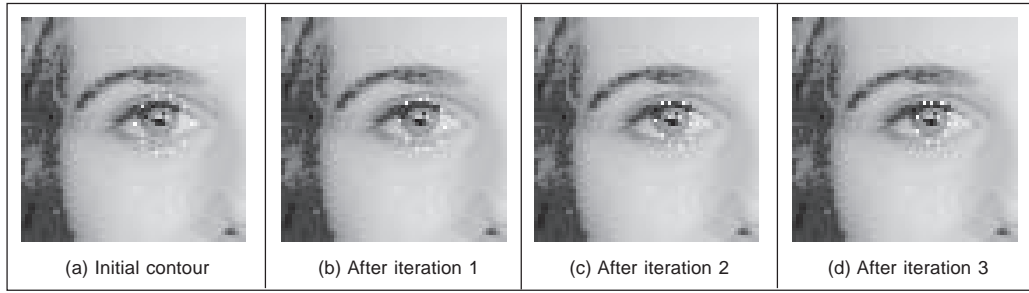 (a) Initial contour
(b) After iteration 1
(c) After iteration 2
(d) After iteration 3